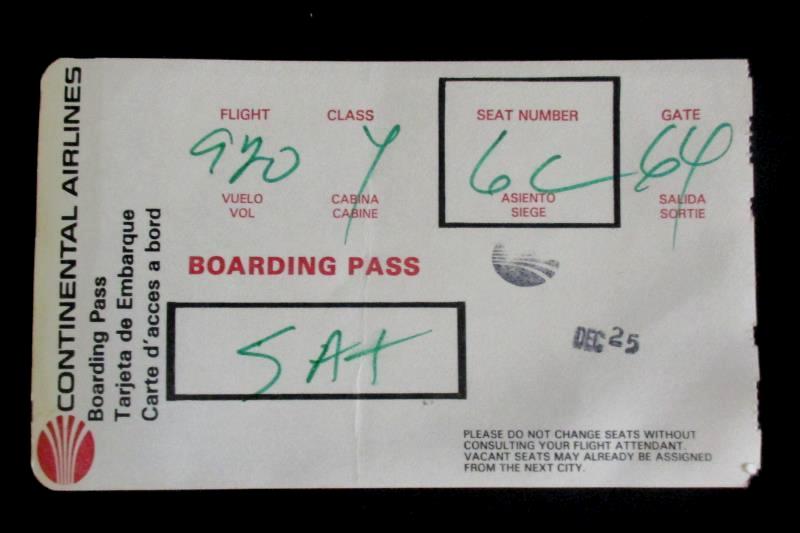 CONTINENTAL AIRLINES
Boarding Pass
Tarjeta de Embarque
Carte d'acces a bord
FLIGHT CLASS SEAT NUMBER GATE
920 Y 6C 64
VUELO CABINA ASIENTO SALIDA
VOL CABINE SIEGE SORTIE
BOARDING PASS
SAT
DEC 25
PLEASE DO NOT CHANGE SEATS WITHOUT
CONSULTING YOUR FLIGHT ATTENDANT.
VACANT SEATS MAY ALREADY BE ASSIGNED
FROM THE NEXT CITY.